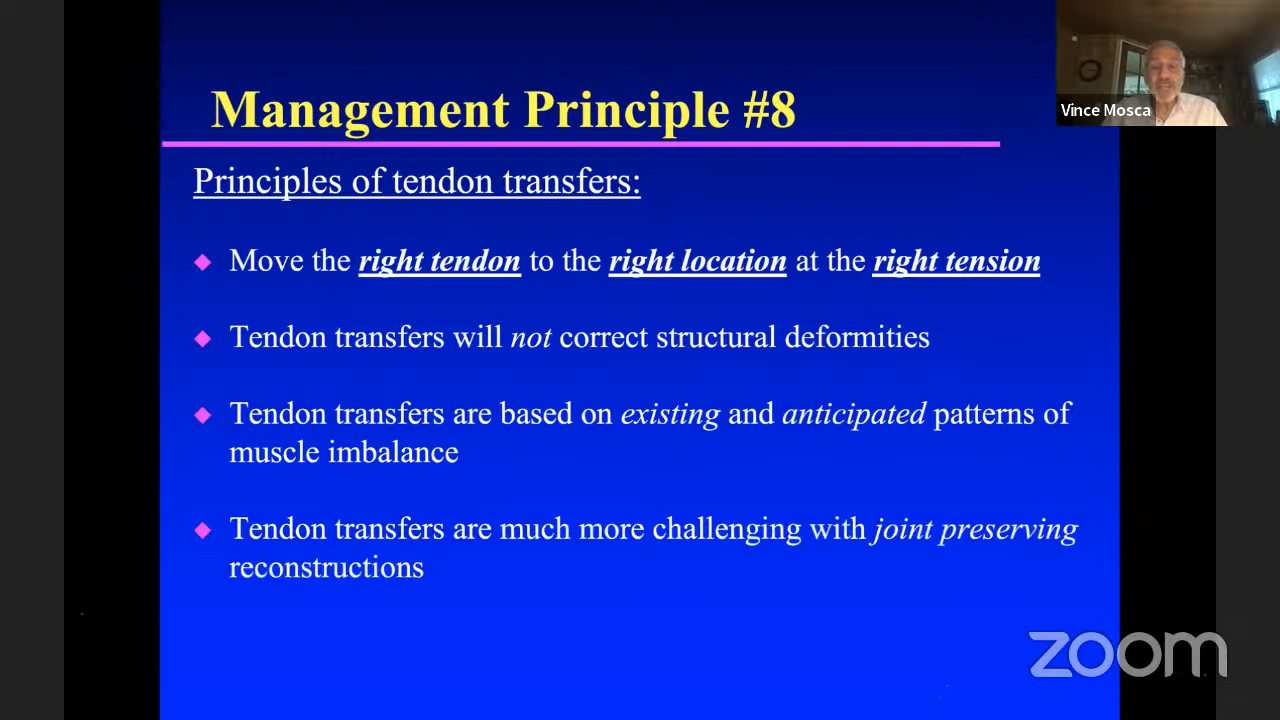 Management Principle #8
Vince Mosca
Principles of tendon transfers:
Move the right tendon to the right location at the right tension
Tendon transfers will not correct structural deformities
Tendon transfers are based on existing and anticipated patterns of
muscle imbalance
Tendon transfers are much more challenging with joint preserving
reconstructions
zoom